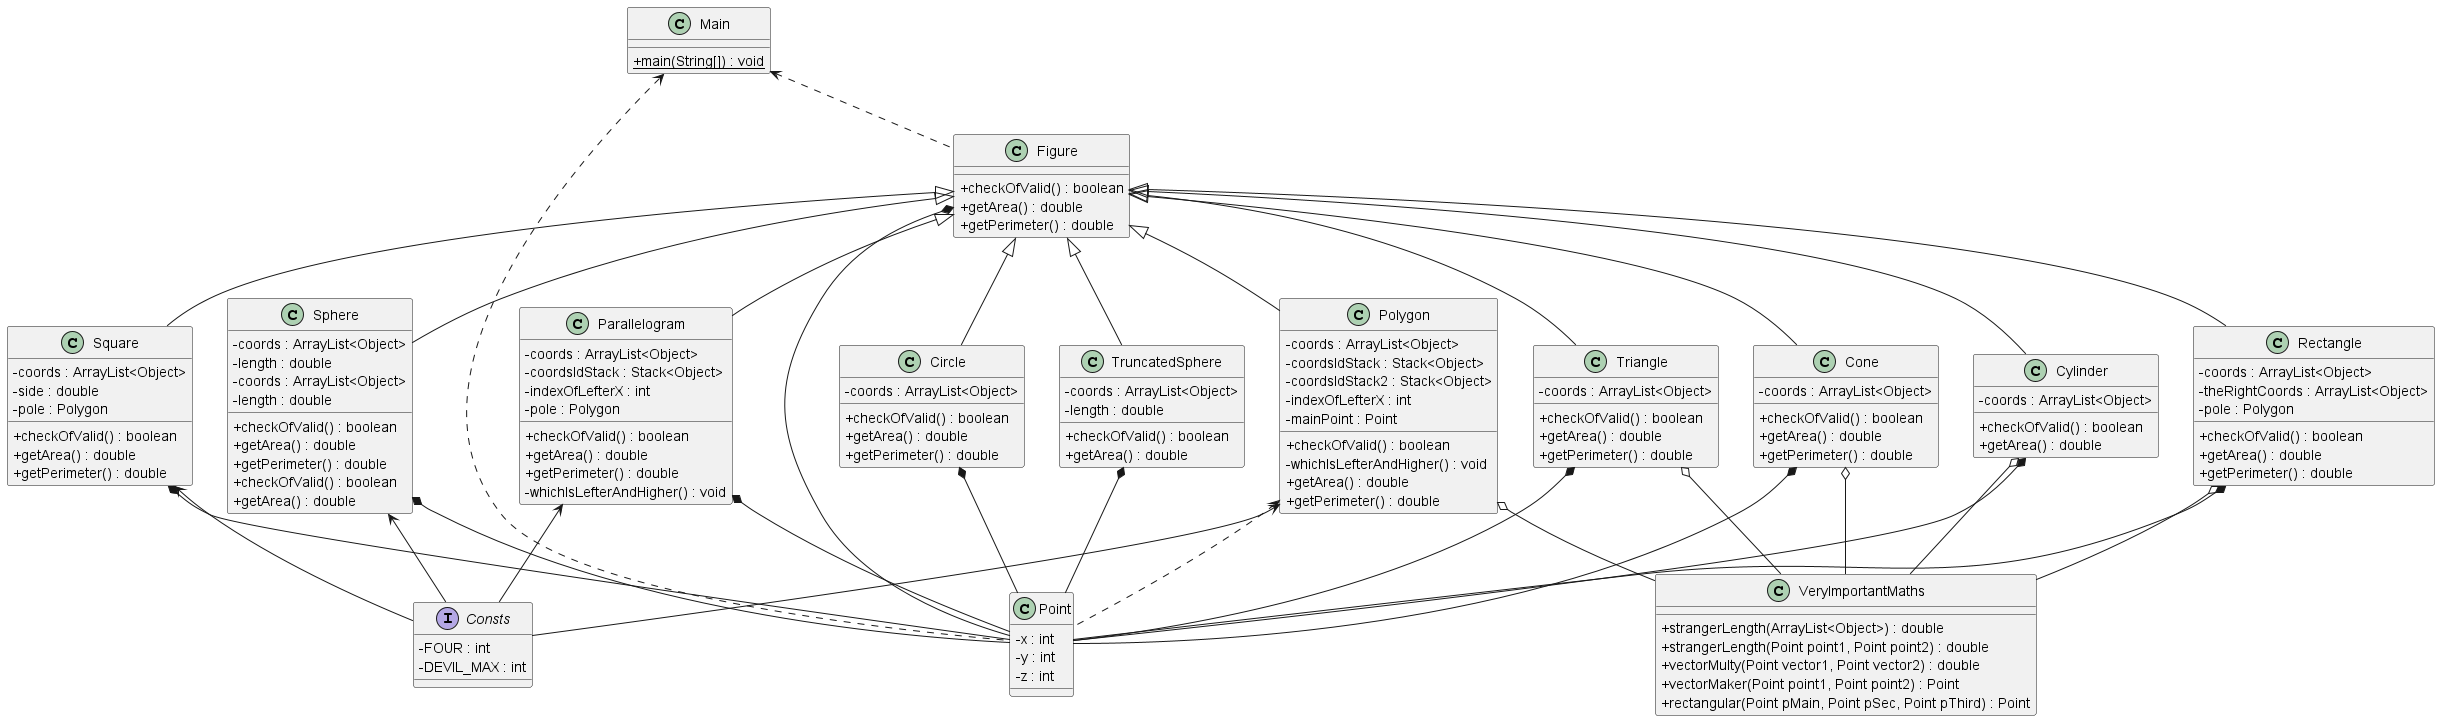 C Main
+main(String[]) : void
C Figure
+checkOfValid() : boolean
+getArea() : double
+getPerimeter() : double
C Square
-coords : ArrayList<Object>
-side : double
-pole : Polygon
+checkOfValid() : boolean
+getArea() : double
+getPerimeter() : double
C Sphere
-coords : ArrayList<Object>
-length : double
-coords : ArrayList<Object>
-length : double
+checkOfValid() : boolean
+getArea() : double
+getPerimeter() : double
+checkOfValid() : boolean
+getArea() : double
C Parallelogram
-coords : ArrayList<Object>
-coordsIdStack : Stack<Object>
-indexOfLefterX : int
-pole : Polygon
+checkOfValid() : boolean
+getArea() : double
+getPerimeter() : double
-whichIsLefterAndHigher() : void
C Circle
-coords : ArrayList<Object>
+checkOfValid() : boolean
+getArea() : double
+getPerimeter() : double
C TruncatedSphere
-coords : ArrayList<Object>
-length : double
+checkOfValid() : boolean
+getArea() : double
C Polygon
-coords : ArrayList<Object>
-coordsIdStack : Stack<Object>
-coordsIdStack2 : Stack<Object>
-indexOfLefterX : int
-mainPoint : Point
+checkOfValid() : boolean
-whichIsLefterAndHigher() : void
+getArea() : double
+getPerimeter() : double
C Triangle
-coords : ArrayList<Object>
+checkOfValid() : boolean
+getArea() : double
+getPerimeter() : double
C Cone
-coords : ArrayList<Object>
+checkOfValid() : boolean
+getArea() : double
+getPerimeter() : double
C Cylinder
-coords : ArrayList<Object>
+checkOfValid() : boolean
+getArea() : double
C Rectangle
-coords : ArrayList<Object>
-theRightCoords : ArrayList<Object>
-pole : Polygon
+checkOfValid() : boolean
+getArea() : double
+getPerimeter() : double
I Consts
-FOUR : int
-DEVIL_MAX : int
C Point
-x : int
-y : int
-z : int
C VeryImportantMaths
+strangerLength(ArrayList<Object>) : double
+strangerLength(Point point1, Point point2) : double
+vectorMulty(Point vector1, Point vector2) : double
+vectorMaker(Point point1, Point point2) : Point
+rectangular(Point pMain, Point pSec, Point pThird) : Point